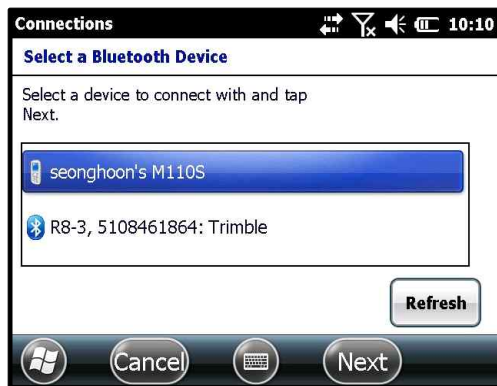 Connections 10:10
Select a Bluetooth Device
Select a device to connect with and tap
Next.
seonghoon's M110S
R8-3, 5108461864: Trimble
Refresh
Cancel Next